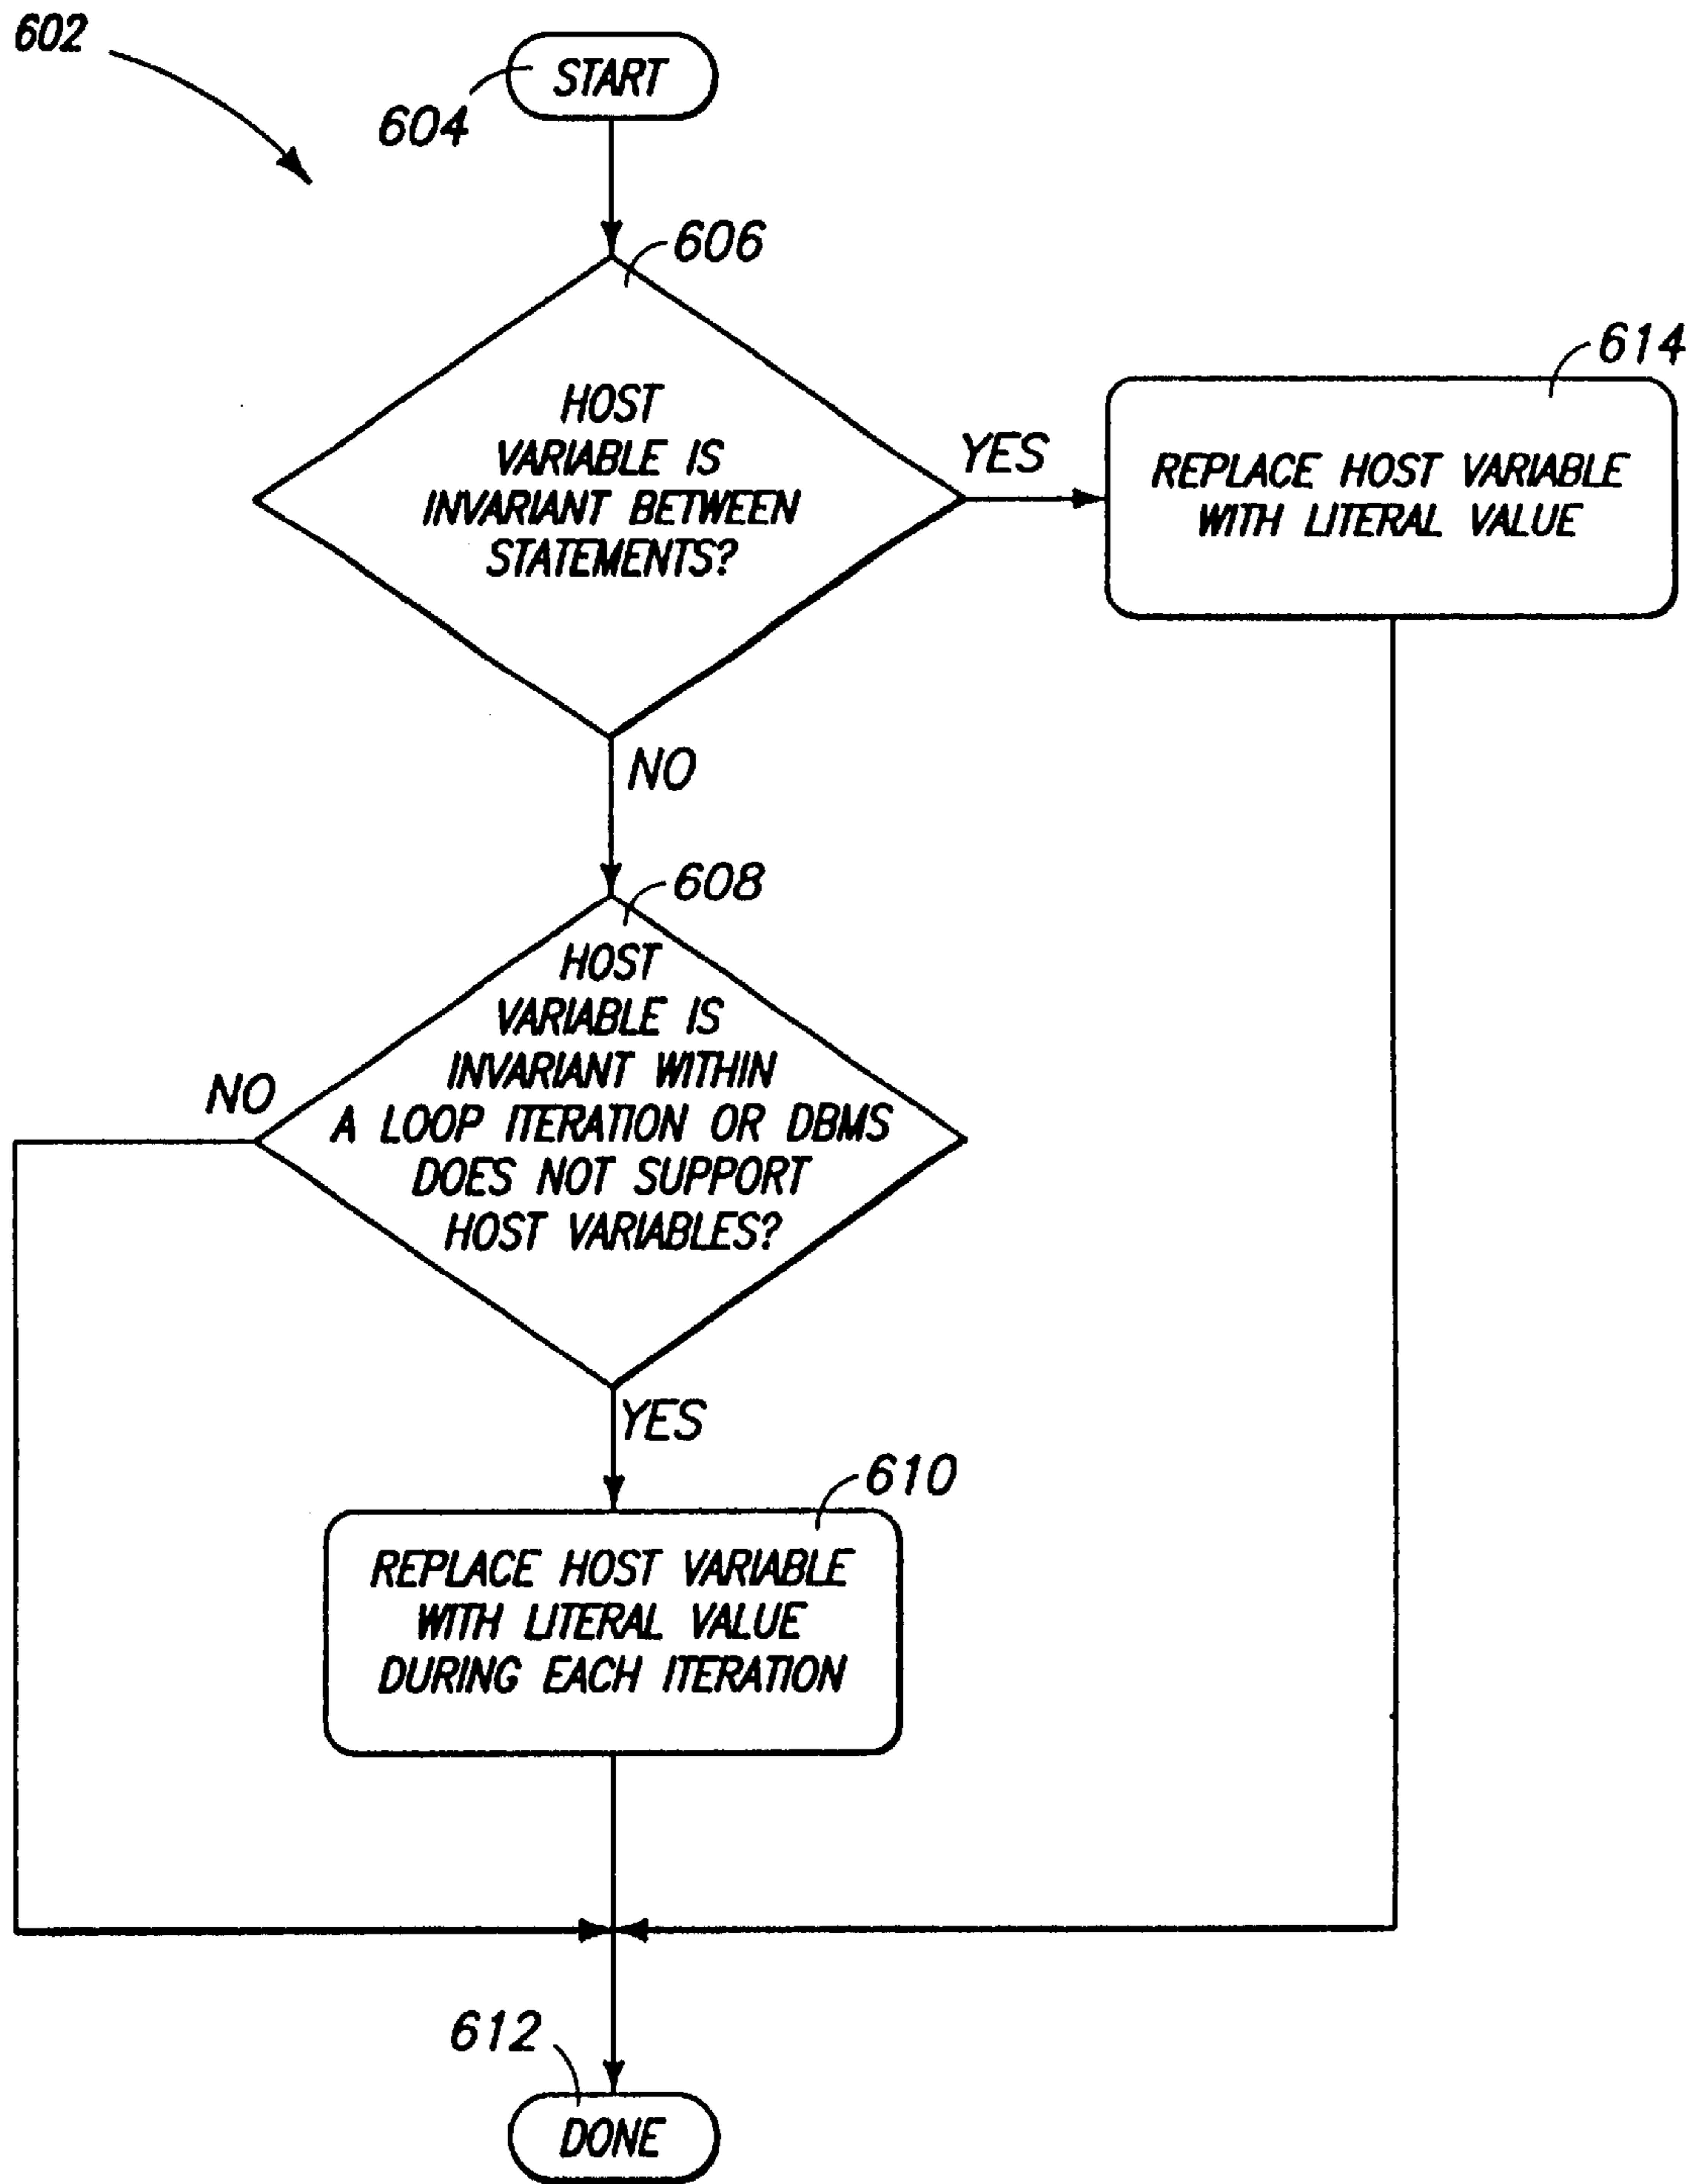 602
START
604
606
HOST
VARIABLE IS
INVARIANT BETWEEN
STATEMENTS?
YES
614
REPLACE HOST VARIABLE
WITH LITERAL VALUE
NO
608
HOST
VARIABLE IS
INVARIANT WITHIN
A LOOP ITERATION OR DBMS
DOES NOT SUPPORT
HOST VARIABLES?
NO
YES
610
REPLACE HOST VARIABLE
WITH LITERAL VALUE
DURING EACH ITERATION
612
DONE